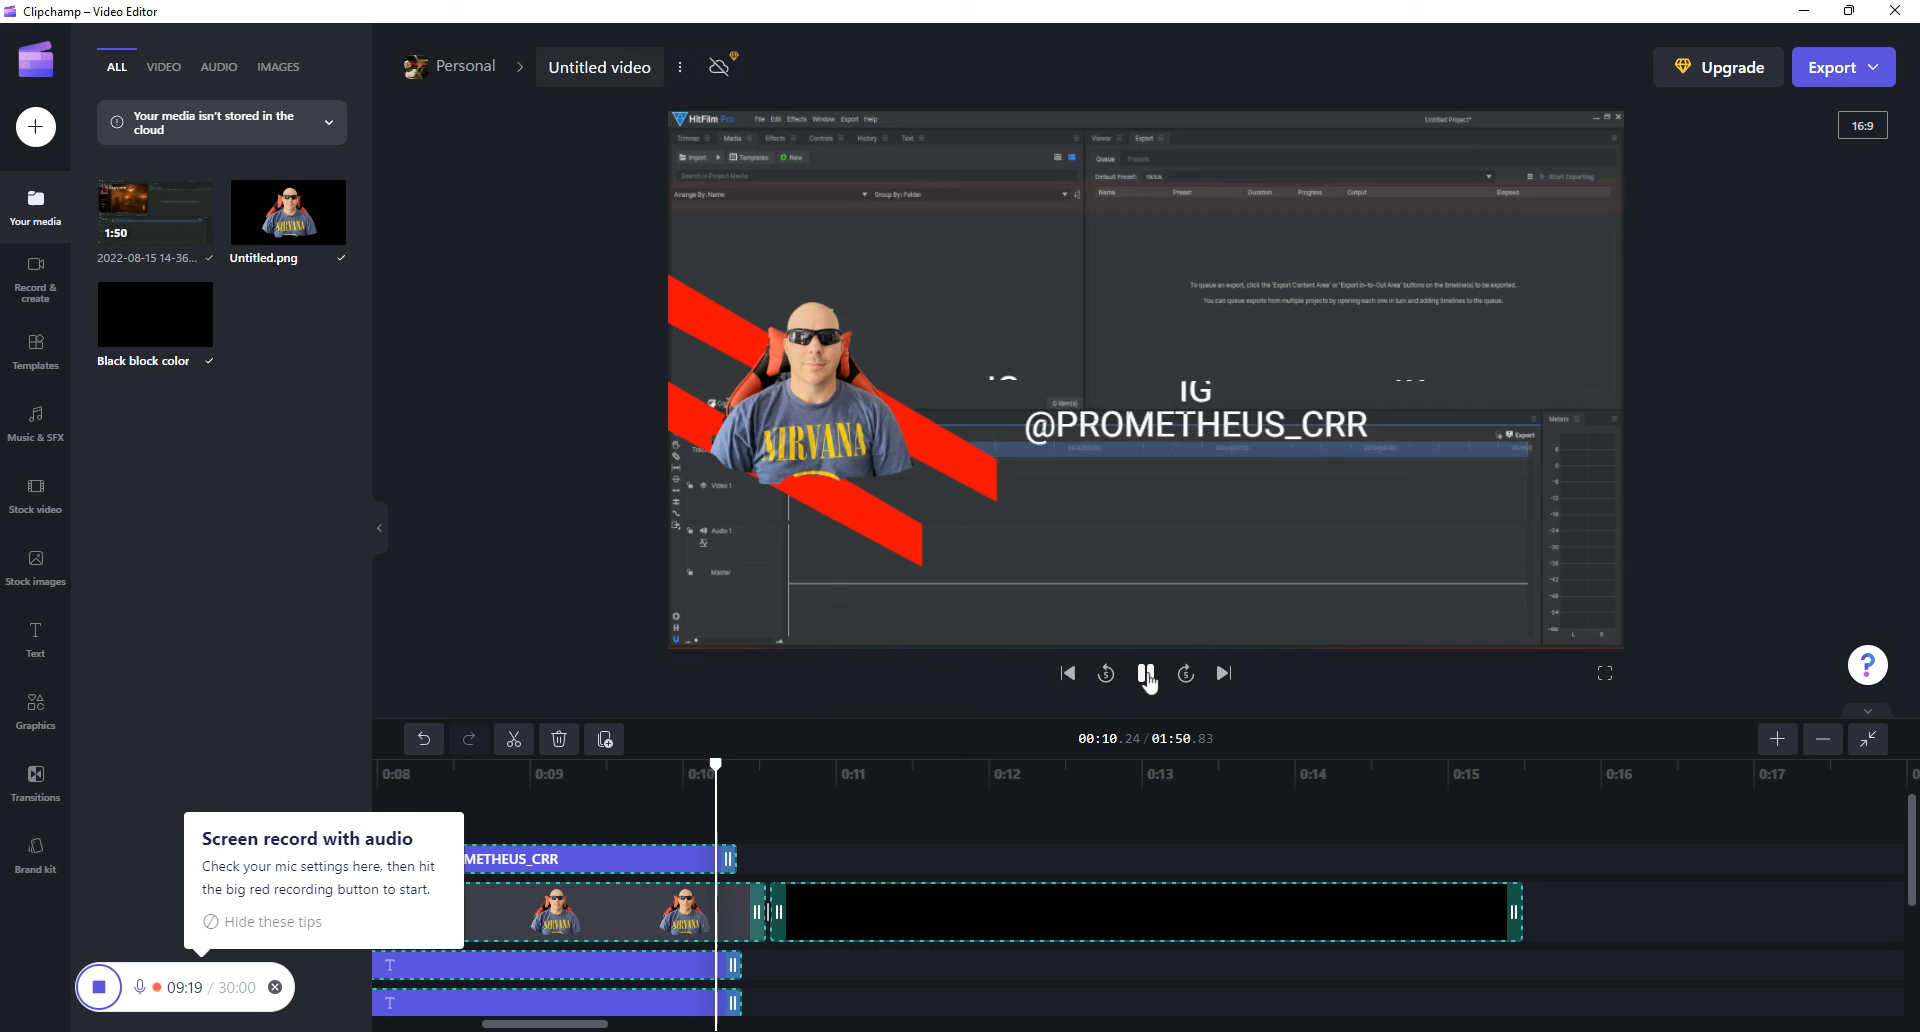 Clipchamp – Video Editor
ALL VIDEO AUDIO IMAGES
Your media isn't stored in the
cloud
1:50
2022-08-15 14-36... Untitled.png
Black block color
Your media
Record &
create
Templates
Music & SFX
Stock video
Stock images
Text
Graphics
Transitions
Brand kit
Personal > Untitled video
Upgrade
Export
16:9
HitFilm Pro File Edit Effects Window Export Help Untitled Project*
Trimmer Media Effects Controls History Text Viewer Export
Import Templates New
Queue Presets
Search in Project Media
Default Preset: tiktok Start Exporting
Arrange By: Name Group By: Folder
Name Preset Duration Progress Output Elapsed
To queue an export, click the 'Export Content Area' or 'Export In-to-Out Area' buttons on the timeline(s) to be exported.
You can queue exports from multiple projects by opening each one in turn and adding timelines to the queue.
IG
@PROMETHEUS_CRR
NIRVANA
0 item(s)
Meters
Export
Video 1
Audio 1
Master
L R
00:10.24 / 01:50.83
0:08 0:09 0:10 0:11 0:12 0:13 0:14 0:15 0:16 0:17
METHEUS_CRR
T
T
Screen record with audio
Check your mic settings here, then hit
the big red recording button to start.
Hide these tips
09:19 / 30:00